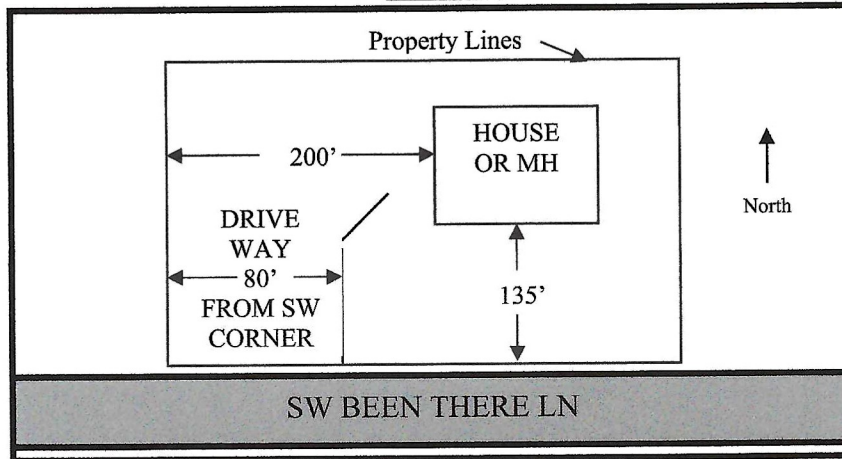 Property Lines
HOUSE
OR MH
200’
North
DRIVE
WAY
80’
FROM SW
CORNER
135’
SW BEEN THERE LN